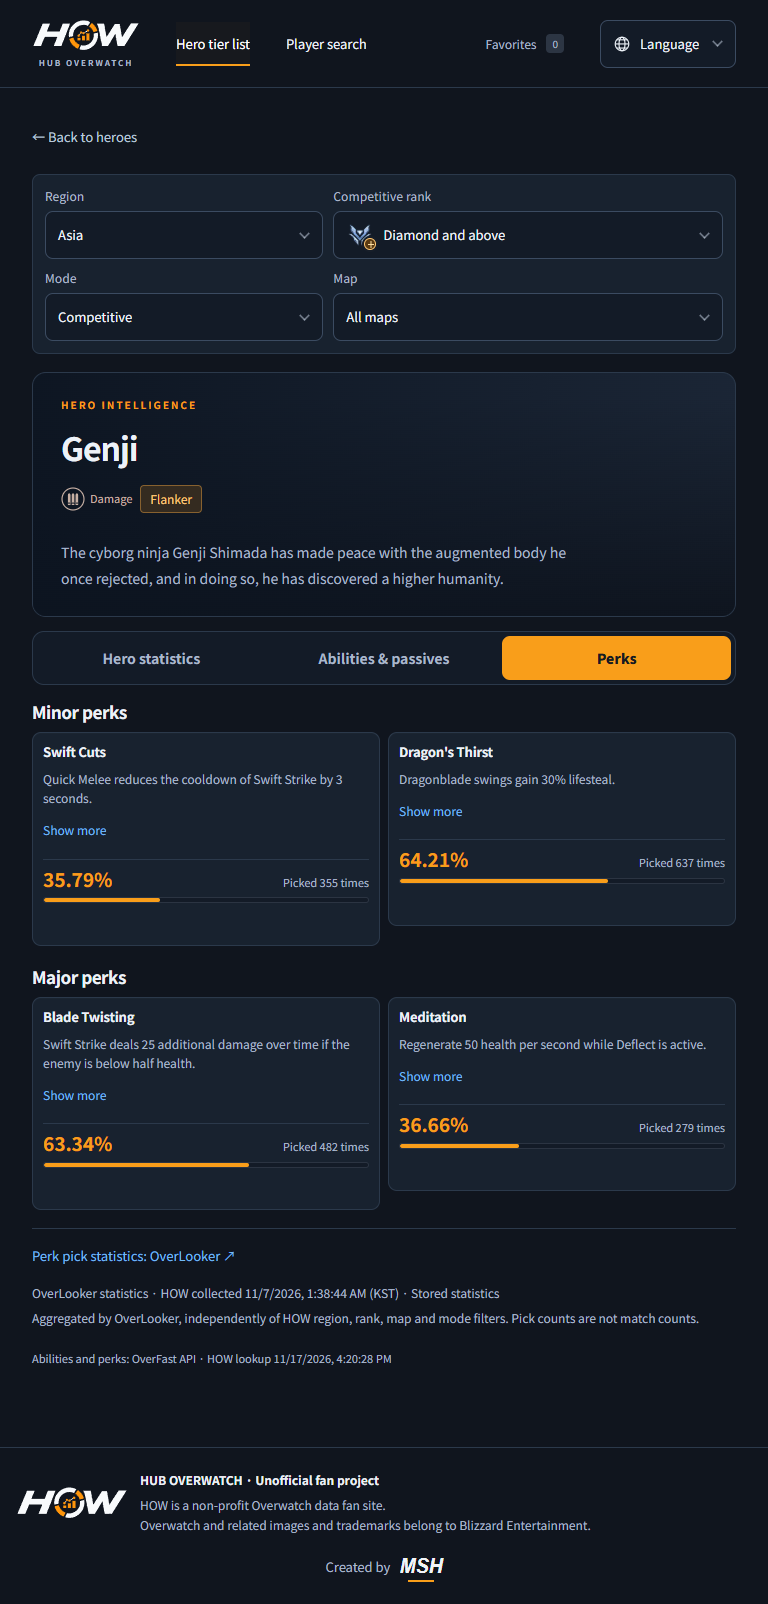 HOW
HUB OVERWATCH
Hero tier list
Player search
Favorites 0
Language
← Back to heroes
Region
Competitive rank
Asia
Diamond and above
Mode
Map
Competitive
All maps
HERO INTELLIGENCE
Genji
Damage
Flanker
The cyborg ninja Genji Shimada has made peace with the augmented body he
once rejected, and in doing so, he has discovered a higher humanity.
Hero statistics
Abilities & passives
Perks
Minor perks
Swift Cuts
Quick Melee reduces the cooldown of Swift Strike by 3
seconds.
Show more
35.79%
Picked 355 times
Dragon's Thirst
Dragonblade swings gain 30% lifesteal.
Show more
64.21%
Picked 637 times
Major perks
Blade Twisting
Swift Strike deals 25 additional damage over time if the
enemy is below half health.
Show more
63.34%
Picked 482 times
Meditation
Regenerate 50 health per second while Deflect is active.
Show more
36.66%
Picked 279 times
Perk pick statistics: OverLooker ↗
OverLooker statistics · HOW collected 11/7/2026, 1:38:44 AM (KST) · Stored statistics
Aggregated by OverLooker, independently of HOW region, rank, map and mode filters. Pick counts are not match counts.
Abilities and perks: OverFast API · HOW lookup 11/17/2026, 4:20:28 PM
HOW
HUB OVERWATCH · Unofficial fan project
HOW is a non-profit Overwatch data fan site.
Overwatch and related images and trademarks belong to Blizzard Entertainment.
Created by MSH